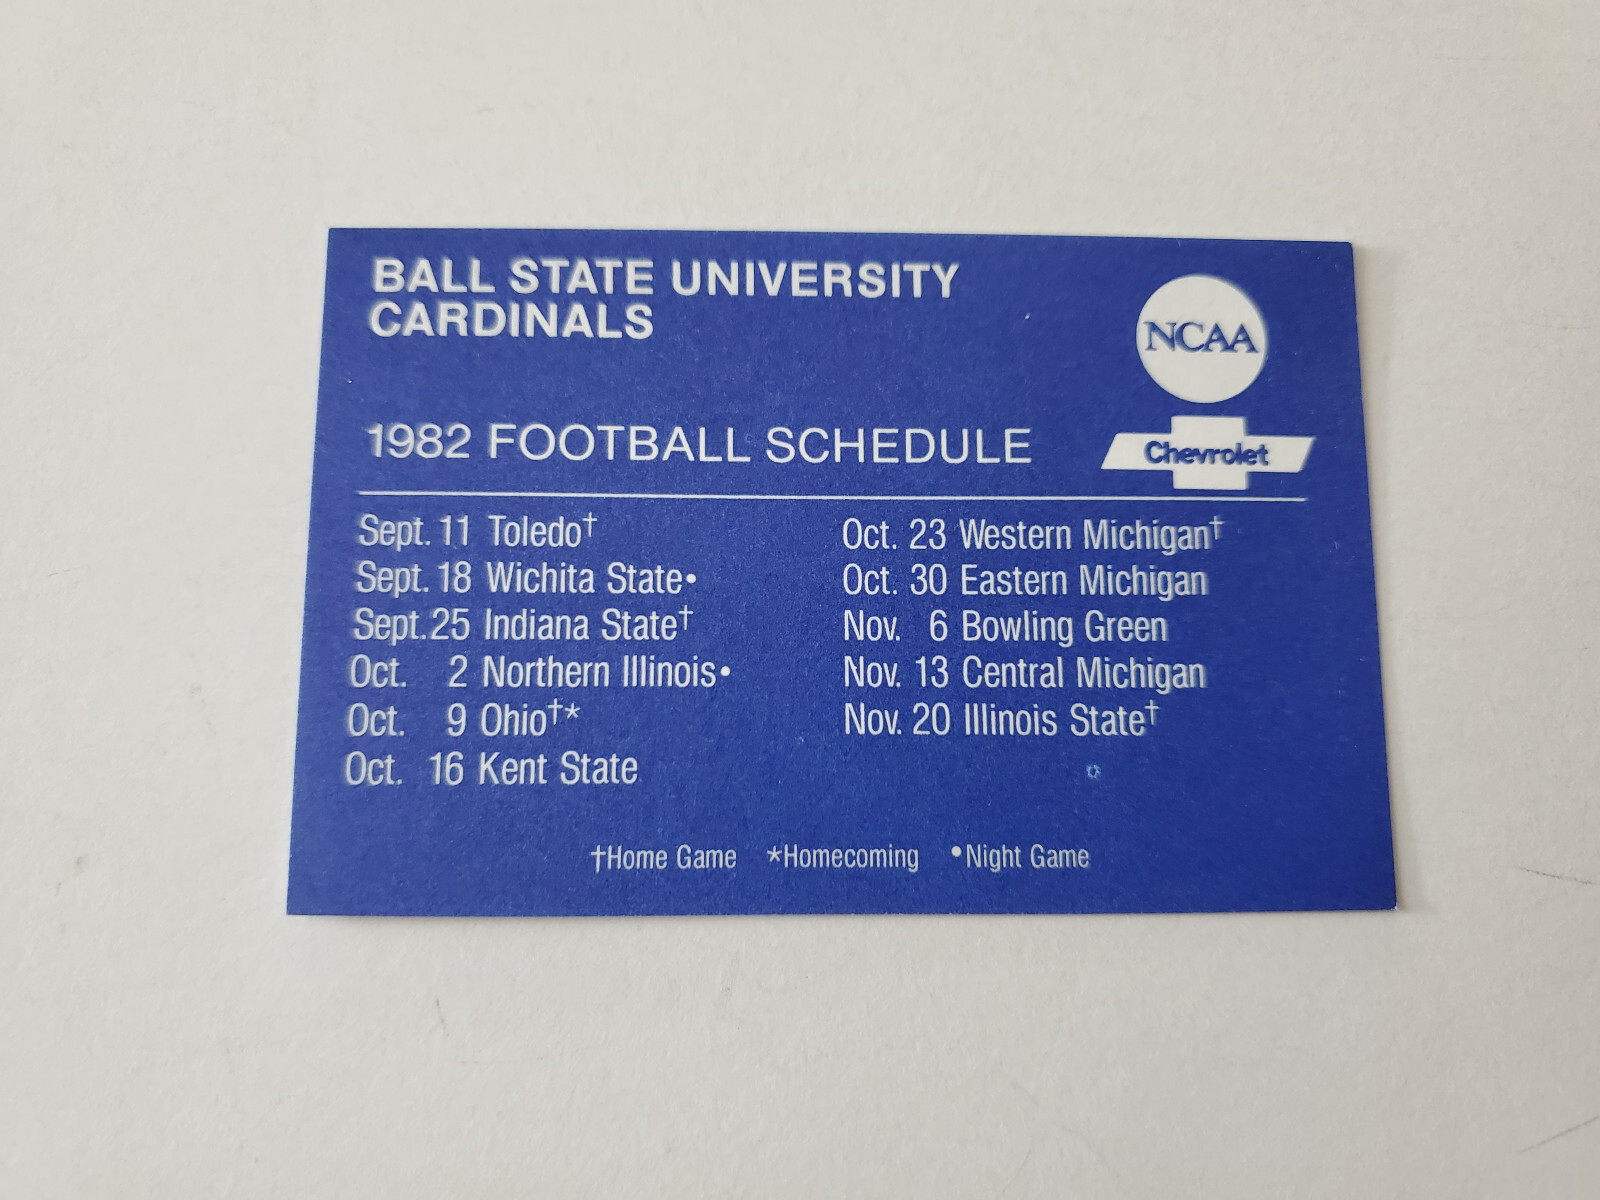 BALL STATE UNIVERSITY
CARDINALS
NCAA
1982 FOOTBALL SCHEDULE
Chevrolet
Sept. 11 Toledo†
Sept. 18 Wichita State•
Sept. 25 Indiana State†
Oct. 2 Northern Illinois•
Oct. 9 Ohio†*
Oct. 16 Kent State
Oct. 23 Western Michigan†
Oct. 30 Eastern Michigan
Nov. 6 Bowling Green
Nov. 13 Central Michigan
Nov. 20 Illinois State†
†Home Game *Homecoming •Night Game